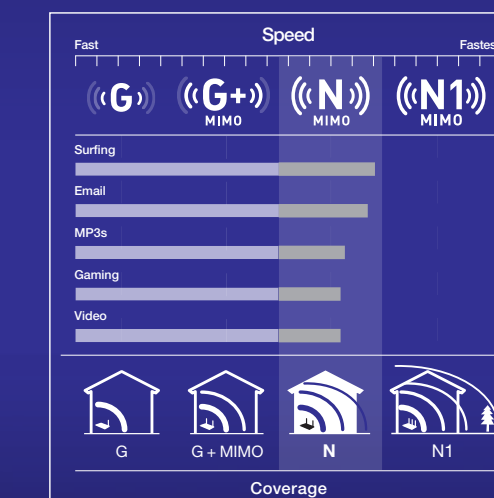 Speed
Fast Fastes
G G+ N N1
MIMO MIMO MIMO
Surfing
Email
MP3s
Gaming
Video
G G + MIMO N N1
Coverage